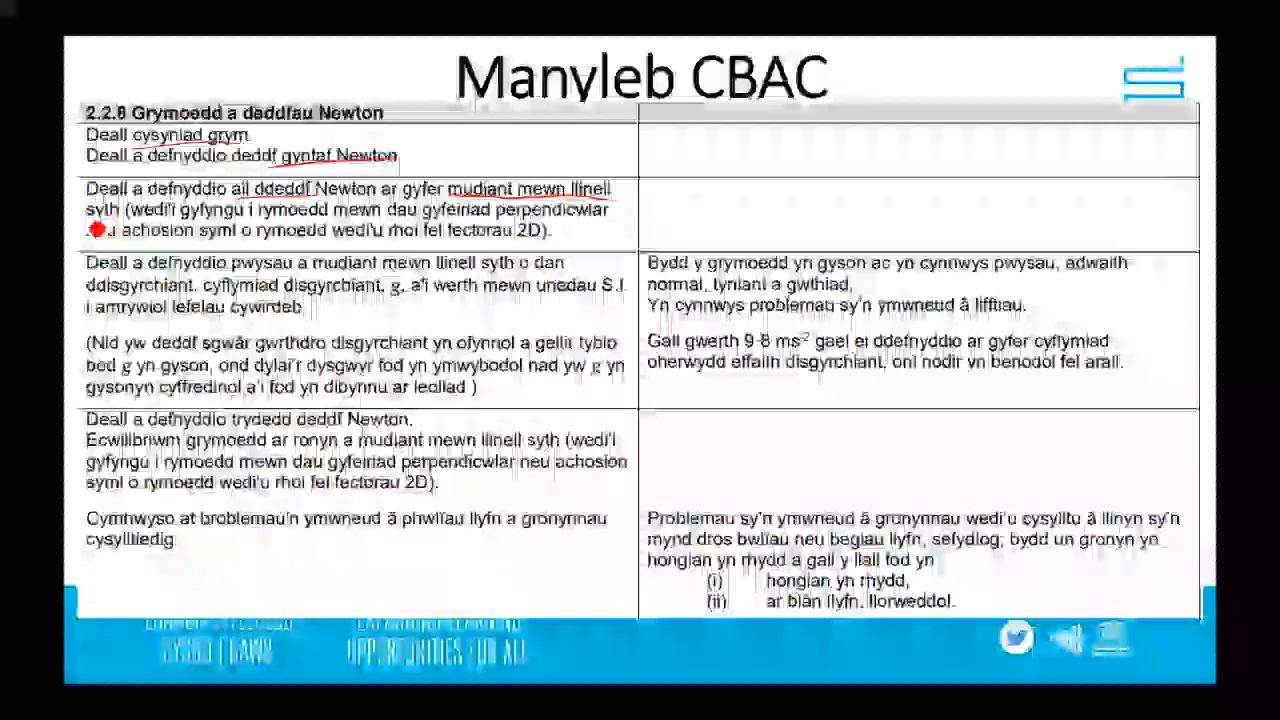 Manyleb CBAC
2.2.8 Grymoedd a deddfau Newton
Deall cysyniad grym.
Deall a defnyddio deddf gyntaf Newton
Deall a defnyddio ail ddeddf Newton ar gyfer mudiant mewn llinell
syth (wedi'i gyfyngu i rymoedd mewn dau gyfeiriad perpendicwlar
achosion syml o rymoedd wedi'u rhoi fel fectorau 2D).
Deall a defnyddio pwysau a mudiant mewn llinell syth o dan
ddisgyrchiant, cyflymiad disgyrchiant, g, a'i werth mewn unedau S.I.
i amrywiol lefelau cywirdeb.
(Nid yw deddf sgwâr gwrthdro disgyrchiant yn ofynnol a gellir tybio
bod g yn gyson, ond dylai'r dysgwr fod yn ymwybodol nad yw g yn
gysonyn cyffredinol a'i fod yn dibynnu ar leoliad )
Bydd y grymoedd yn gyson ac yn cynnwys pwysau, adwaith
normal, tyniant a gwthiad,
Yn cynnwys problemau sy'n ymwneud â lifftiau.
Gall gwerth 9·8 ms⁻² gael ei ddefnyddio ar gyfer cyflymiad
oherwydd effaith disgyrchiant, oni nodir yn benodol fel arall.
Deall a defnyddio trydedd deddf Newton.
Ecwilibriwm grymoedd ar ronyn a mudiant mewn llinell syth (wedi'i
gyfyngu i rymoedd mewn dau gyfeiriad perpendicwlar neu achosion
syml o rymoedd wedi'u rhoi fel fectorau 2D).
Cymhwyso at broblemau'n ymwneud â phwlïau llyfn a gronynnau
cysylltiedig.
Problemau sy'n ymwneud â gronynnau wedi'u cysylltu â llinyn sy'n
mynd dros bwlïau neu begiau llyfn, sefydlog; bydd un gronyn yn
hongian yn rhydd a gall y llall fod yn
(i) hongian yn rhydd,
(ii) ar blân llyfn, llorweddol.
OPPORTUNITIES FOR ALL